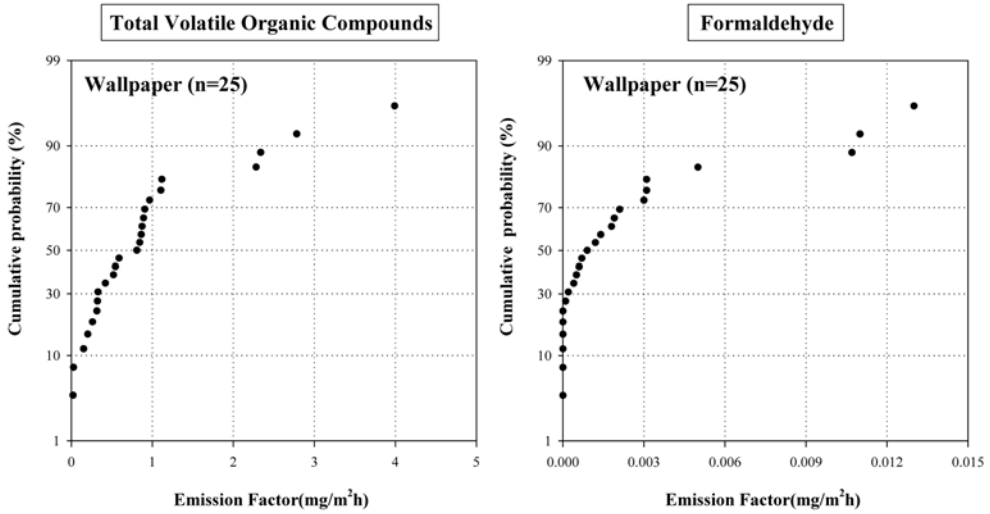 Total Volatile Organic Compounds
Wallpaper (n=25)
Cumulative probability (%)
99
90
70
50
30
10
1
0 1 2 3 4 5
Emission Factor(mg/m²h)
Formaldehyde
Wallpaper (n=25)
Cumulative probability (%)
99
90
70
50
30
10
1
0.000 0.003 0.006 0.009 0.012 0.015
Emission Factor(mg/m²h)